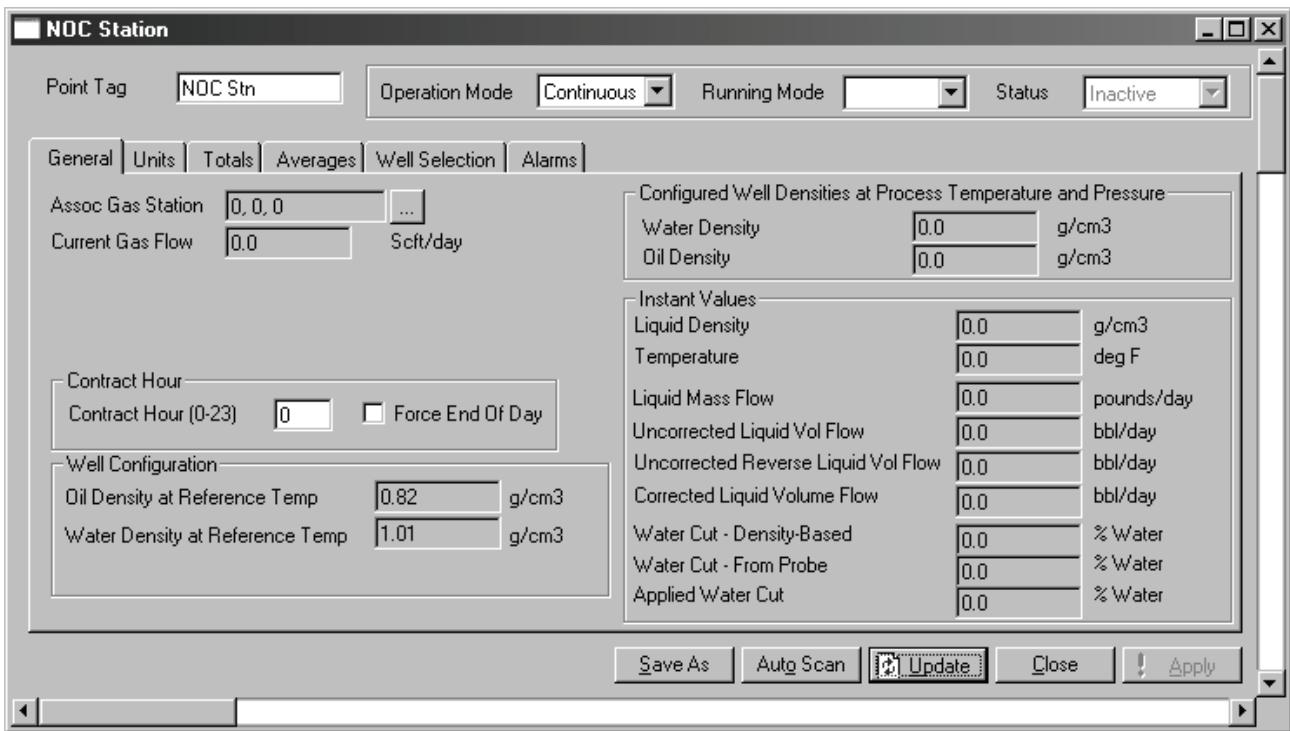 NOC Station
Point Tag NOC Stn Operation Mode Continuous Running Mode Status Inactive
General Units Totals Averages Well Selection Alarms
Assoc Gas Station 0, 0, 0 ...
Current Gas Flow 0.0 Scft/day
Contract Hour
Contract Hour (0-23) 0 Force End Of Day
Well Configuration
Oil Density at Reference Temp 0.82 g/cm3
Water Density at Reference Temp 1.01 g/cm3
Configured Well Densities at Process Temperature and Pressure
Water Density 0.0 g/cm3
Oil Density 0.0 g/cm3
Instant Values
Liquid Density 0.0 g/cm3
Temperature 0.0 deg F
Liquid Mass Flow 0.0 pounds/day
Uncorrected Liquid Vol Flow 0.0 bbl/day
Uncorrected Reverse Liquid Vol Flow 0.0 bbl/day
Corrected Liquid Volume Flow 0.0 bbl/day
Water Cut - Density-Based 0.0 % Water
Water Cut - From Probe 0.0 % Water
Applied Water Cut 0.0 % Water
Save As Auto Scan Update Close ! Apply